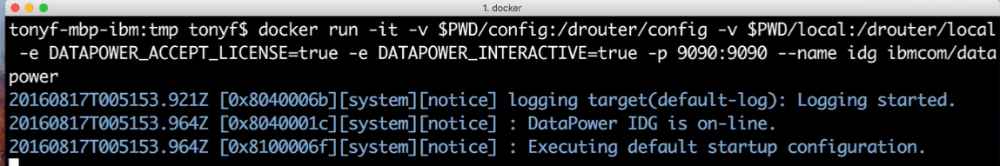 1. docker
tonyf-mbp-ibm:tmp tonyf$ docker run -it -v $PWD/config:/drouter/config -v $PWD/local:/drouter/local
-e DATAPOWER_ACCEPT_LICENSE=true -e DATAPOWER_INTERACTIVE=true -p 9090:9090 --name idg ibmcom/data
power
20160817T005153.921Z [0x8040006b][system][notice] logging target(default-log): Logging started.
20160817T005153.964Z [0x8040001c][system][notice] : DataPower IDG is on-line.
20160817T005153.964Z [0x8100006f][system][notice] : Executing default startup configuration.